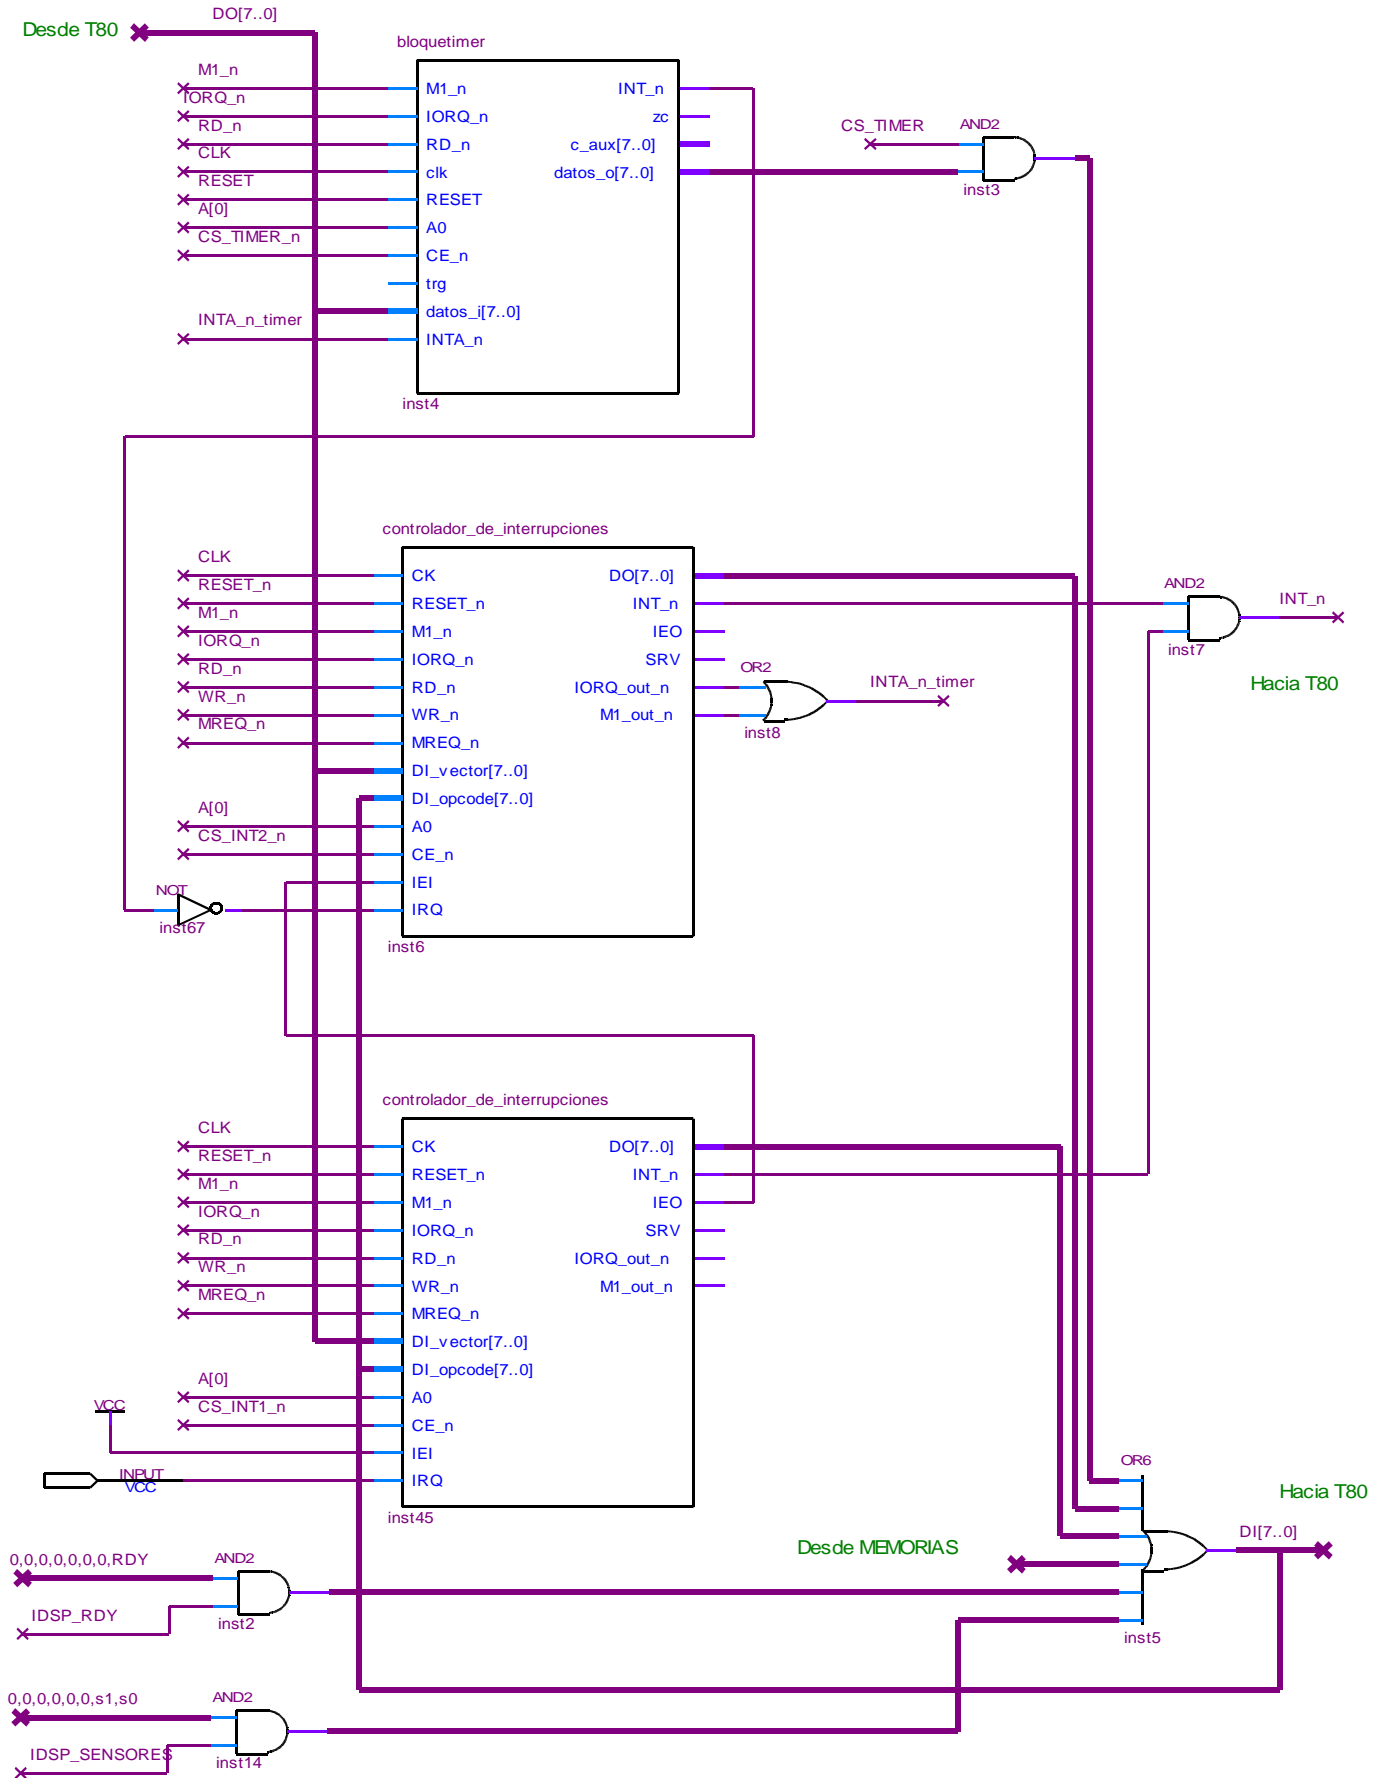 DO[7..0]
Desde T80
bloquetimer
M1_n
IORQ_n
RD_n
CLK
RESET
A[0]
CS_TIMER_n
INTA_n_timer
M1_n
IORQ_n
RD_n
clk
RESET
A0
CE_n
trg
datos_i[7..0]
INTA_n
INT_n
zc
c_aux[7..0]
datos_o[7..0]
inst4
CS_TIMER
AND2
inst3
controlador_de_interrupciones
CLK
RESET_n
M1_n
IORQ_n
RD_n
WR_n
MREQ_n
A[0]
CS_INT2_n
NOT
inst67
CK
RESET_n
M1_n
IORQ_n
RD_n
WR_n
MREQ_n
DI_vector[7..0]
DI_opcode[7..0]
A0
CE_n
IEI
IRQ
DO[7..0]
INT_n
IEO
SRV
IORQ_out_n
M1_out_n
inst6
OR2
inst8
INTA_n_timer
AND2
inst7
INT_n
Hacia T80
controlador_de_interrupciones
CLK
RESET_n
M1_n
IORQ_n
RD_n
WR_n
MREQ_n
A[0]
CS_INT1_n
VCC
INPUT
VCC
CK
RESET_n
M1_n
IORQ_n
RD_n
WR_n
MREQ_n
DI_vector[7..0]
DI_opcode[7..0]
A0
CE_n
IEI
IRQ
DO[7..0]
INT_n
IEO
SRV
IORQ_out_n
M1_out_n
inst45
OR6
Hacia T80
DI[7..0]
Desde MEMORIAS
inst5
0,0,0,0,0,0,0,RDY
AND2
IDSP_RDY
inst2
0,0,0,0,0,0,s1,s0
AND2
IDSP_SENSORES
inst14